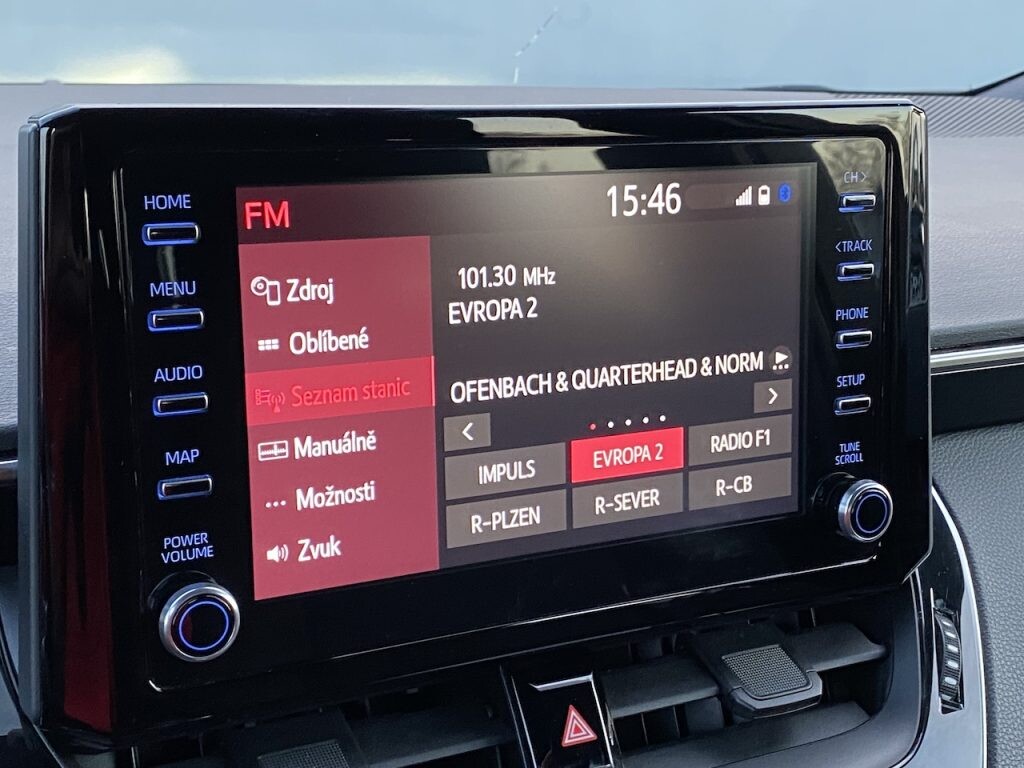 HOME
MENU
AUDIO
MAP
POWER
VOLUME
FM
15:46
Zdroj
Oblíbené
Seznam stanic
Manuálně
Možnosti
Zvuk
101.30 MHz
EVROPA 2
OFENBACH & QUARTERHEAD & NORM
IMPULS
EVROPA 2
RADIO F1
R-PLZEN
R-SEVER
R-CB
CH >
< TRACK
PHONE
SETUP
TUNE
SCROLL